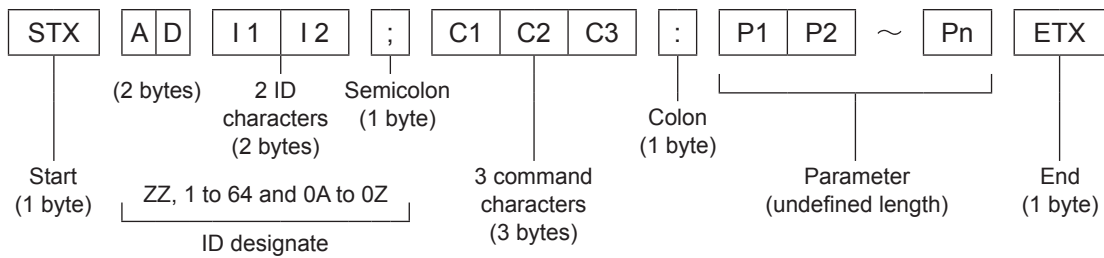 STX A D I 1 I 2 ; C1 C2 C3 : P1 P2 ～ Pn ETX
(2 bytes)
2 ID
characters
(2 bytes)
Semicolon
(1 byte)
Colon
(1 byte)
Start
(1 byte)
ZZ, 1 to 64 and 0A to 0Z
ID designate
3 command
characters
(3 bytes)
Parameter
(undefined length)
End
(1 byte)